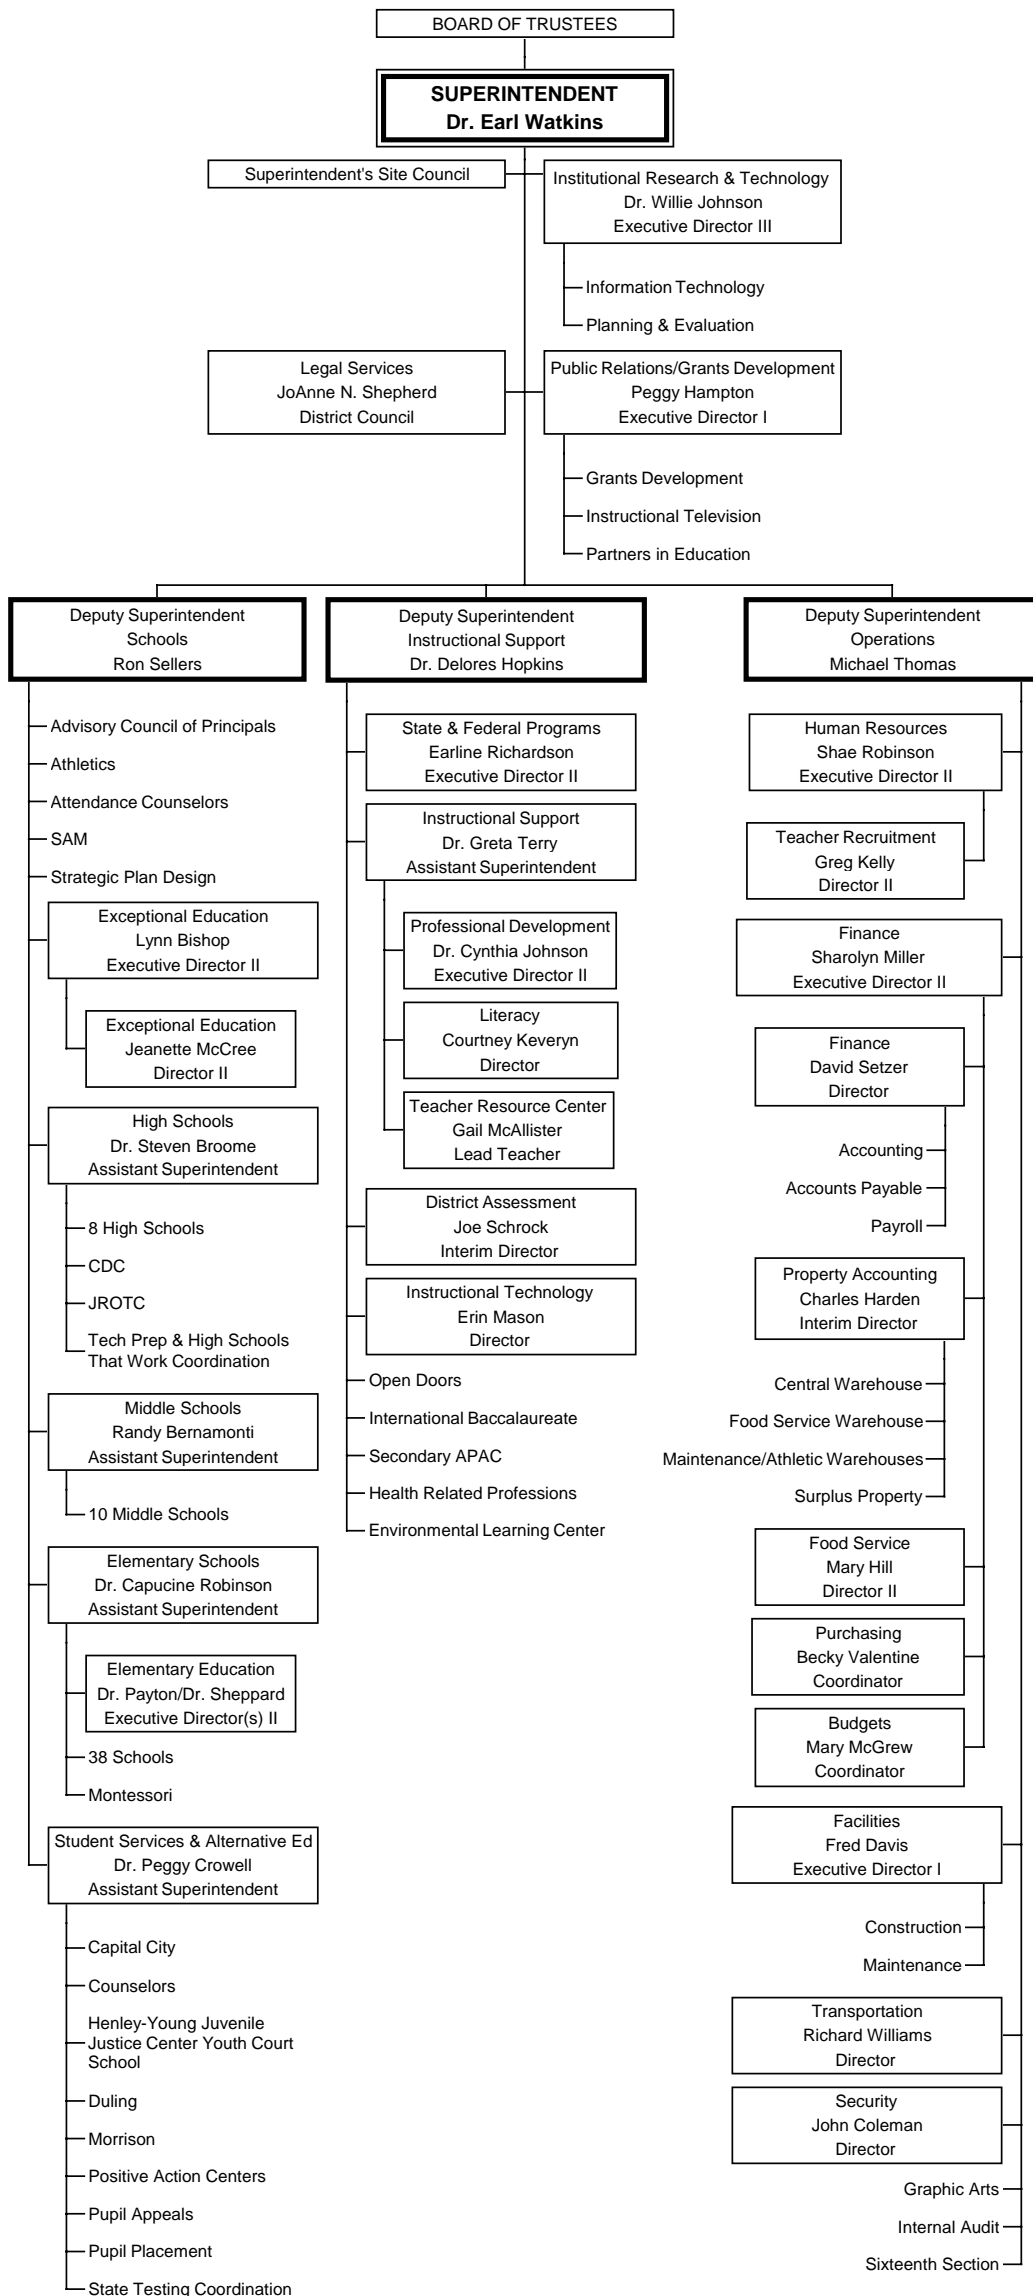 BOARD OF TRUSTEES
SUPERINTENDENT
Dr. Earl Watkins
Superintendent's Site Council
Institutional Research & Technology
Dr. Willie Johnson
Executive Director III
Information Technology
Planning & Evaluation
Legal Services
JoAnne N. Shepherd
District Council
Public Relations/Grants Development
Peggy Hampton
Executive Director I
Grants Development
Instructional Television
Partners in Education
Deputy Superintendent
Schools
Ron Sellers
Advisory Council of Principals
Athletics
Attendance Counselors
SAM
Strategic Plan Design
Exceptional Education
Lynn Bishop
Executive Director II
Exceptional Education
Jeanette McCree
Director II
High Schools
Dr. Steven Broome
Assistant Superintendent
8 High Schools
CDC
JROTC
Tech Prep & High Schools
That Work Coordination
Middle Schools
Randy Bernamonti
Assistant Superintendent
10 Middle Schools
Elementary Schools
Dr. Capucine Robinson
Assistant Superintendent
Elementary Education
Dr. Payton/Dr. Sheppard
Executive Director(s) II
38 Schools
Montessori
Student Services & Alternative Ed
Dr. Peggy Crowell
Assistant Superintendent
Capital City
Counselors
Henley-Young Juvenile
Justice Center Youth Court
School
Duling
Morrison
Positive Action Centers
Pupil Appeals
Pupil Placement
State Testing Coordination
Deputy Superintendent
Instructional Support
Dr. Delores Hopkins
State & Federal Programs
Earline Richardson
Executive Director II
Instructional Support
Dr. Greta Terry
Assistant Superintendent
Professional Development
Dr. Cynthia Johnson
Executive Director II
Literacy
Courtney Keveryn
Director
Teacher Resource Center
Gail McAllister
Lead Teacher
District Assessment
Joe Schrock
Interim Director
Instructional Technology
Erin Mason
Director
Open Doors
International Baccalaureate
Secondary APAC
Health Related Professions
Environmental Learning Center
Deputy Superintendent
Operations
Michael Thomas
Human Resources
Shae Robinson
Executive Director II
Teacher Recruitment
Greg Kelly
Director II
Finance
Sharolyn Miller
Executive Director II
Finance
David Setzer
Director
Accounting
Accounts Payable
Payroll
Property Accounting
Charles Harden
Interim Director
Central Warehouse
Food Service Warehouse
Maintenance/Athletic Warehouses
Surplus Property
Food Service
Mary Hill
Director II
Purchasing
Becky Valentine
Coordinator
Budgets
Mary McGrew
Coordinator
Facilities
Fred Davis
Executive Director I
Construction
Maintenance
Transportation
Richard Williams
Director
Security
John Coleman
Director
Graphic Arts
Internal Audit
Sixteenth Section